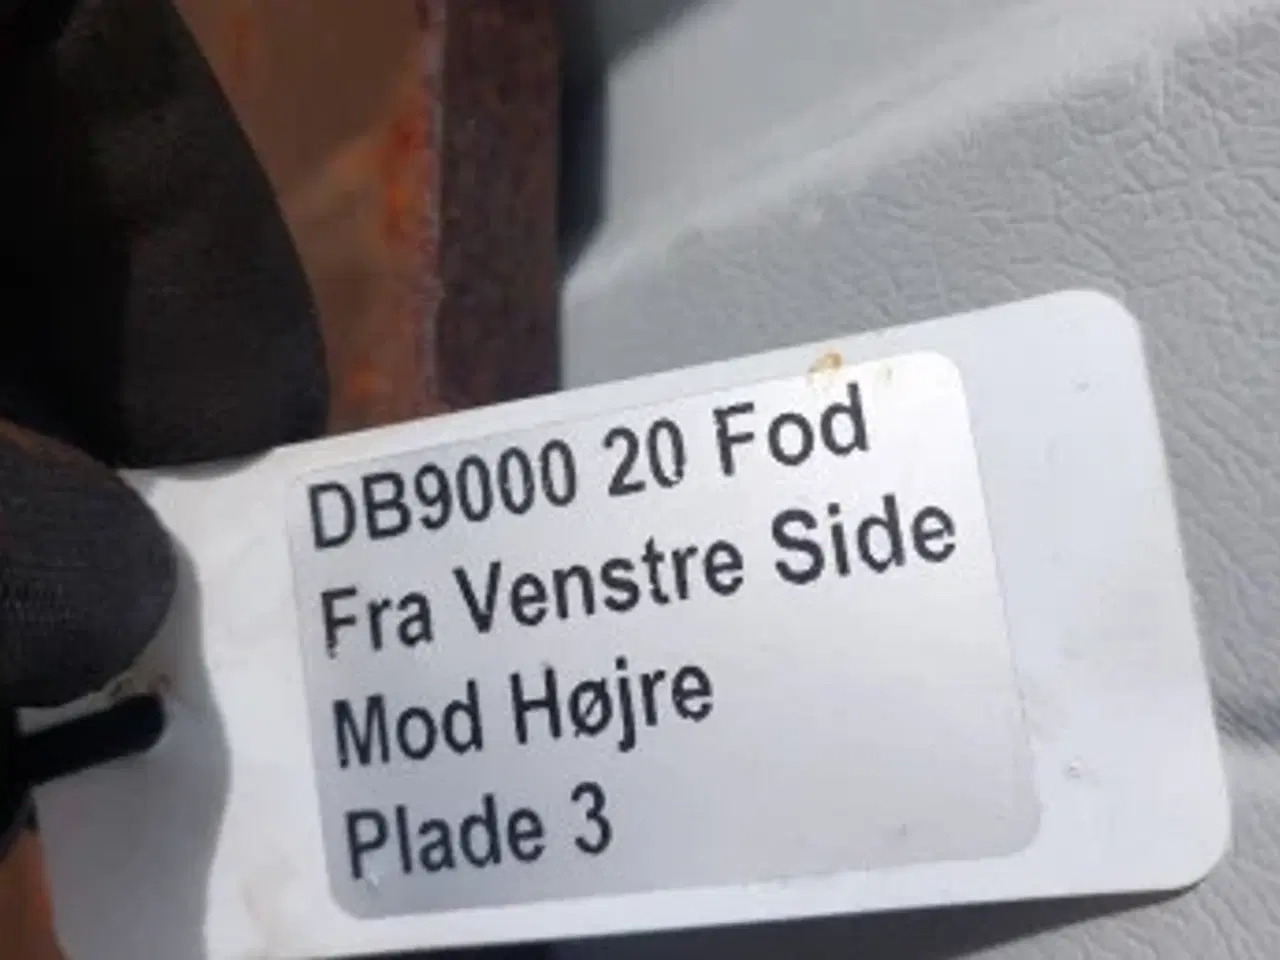 DB9000 20 Fod
Fra Venstre Side
Mod Højre
Plade 3